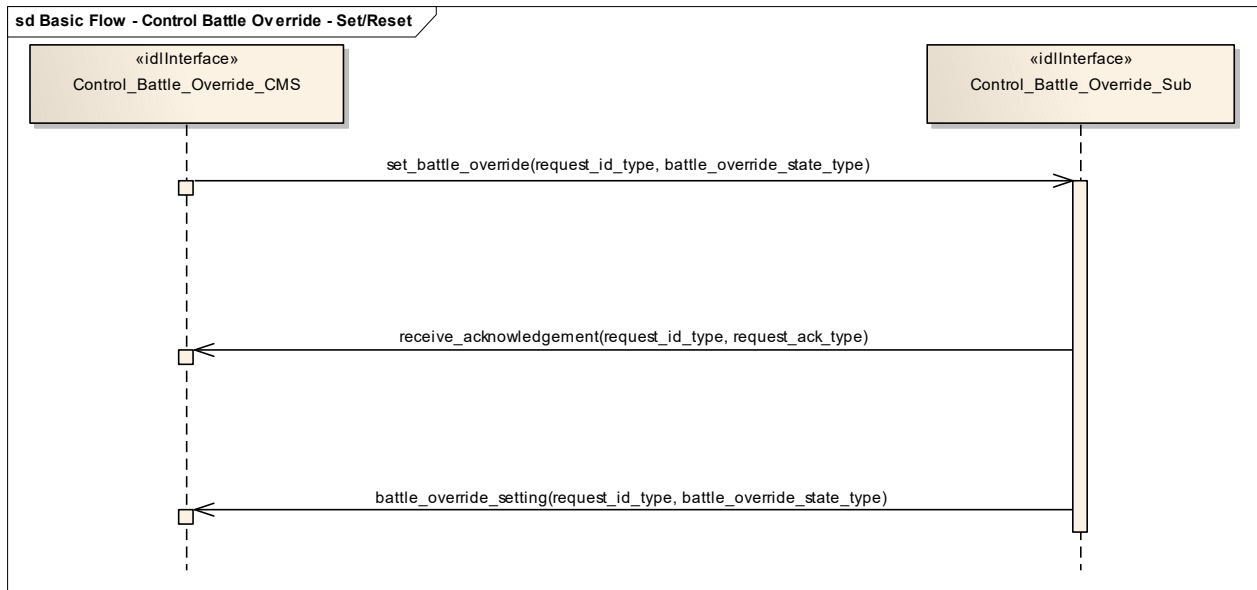 sd Basic Flow - Control Battle Override - Set/Reset
«idlInterface»
Control_Battle_Override_CMS
«idlInterface»
Control_Battle_Override_Sub
set_battle_override(request_id_type, battle_override_state_type)
receive_acknowledgement(request_id_type, request_ack_type)
battle_override_setting(request_id_type, battle_override_state_type)